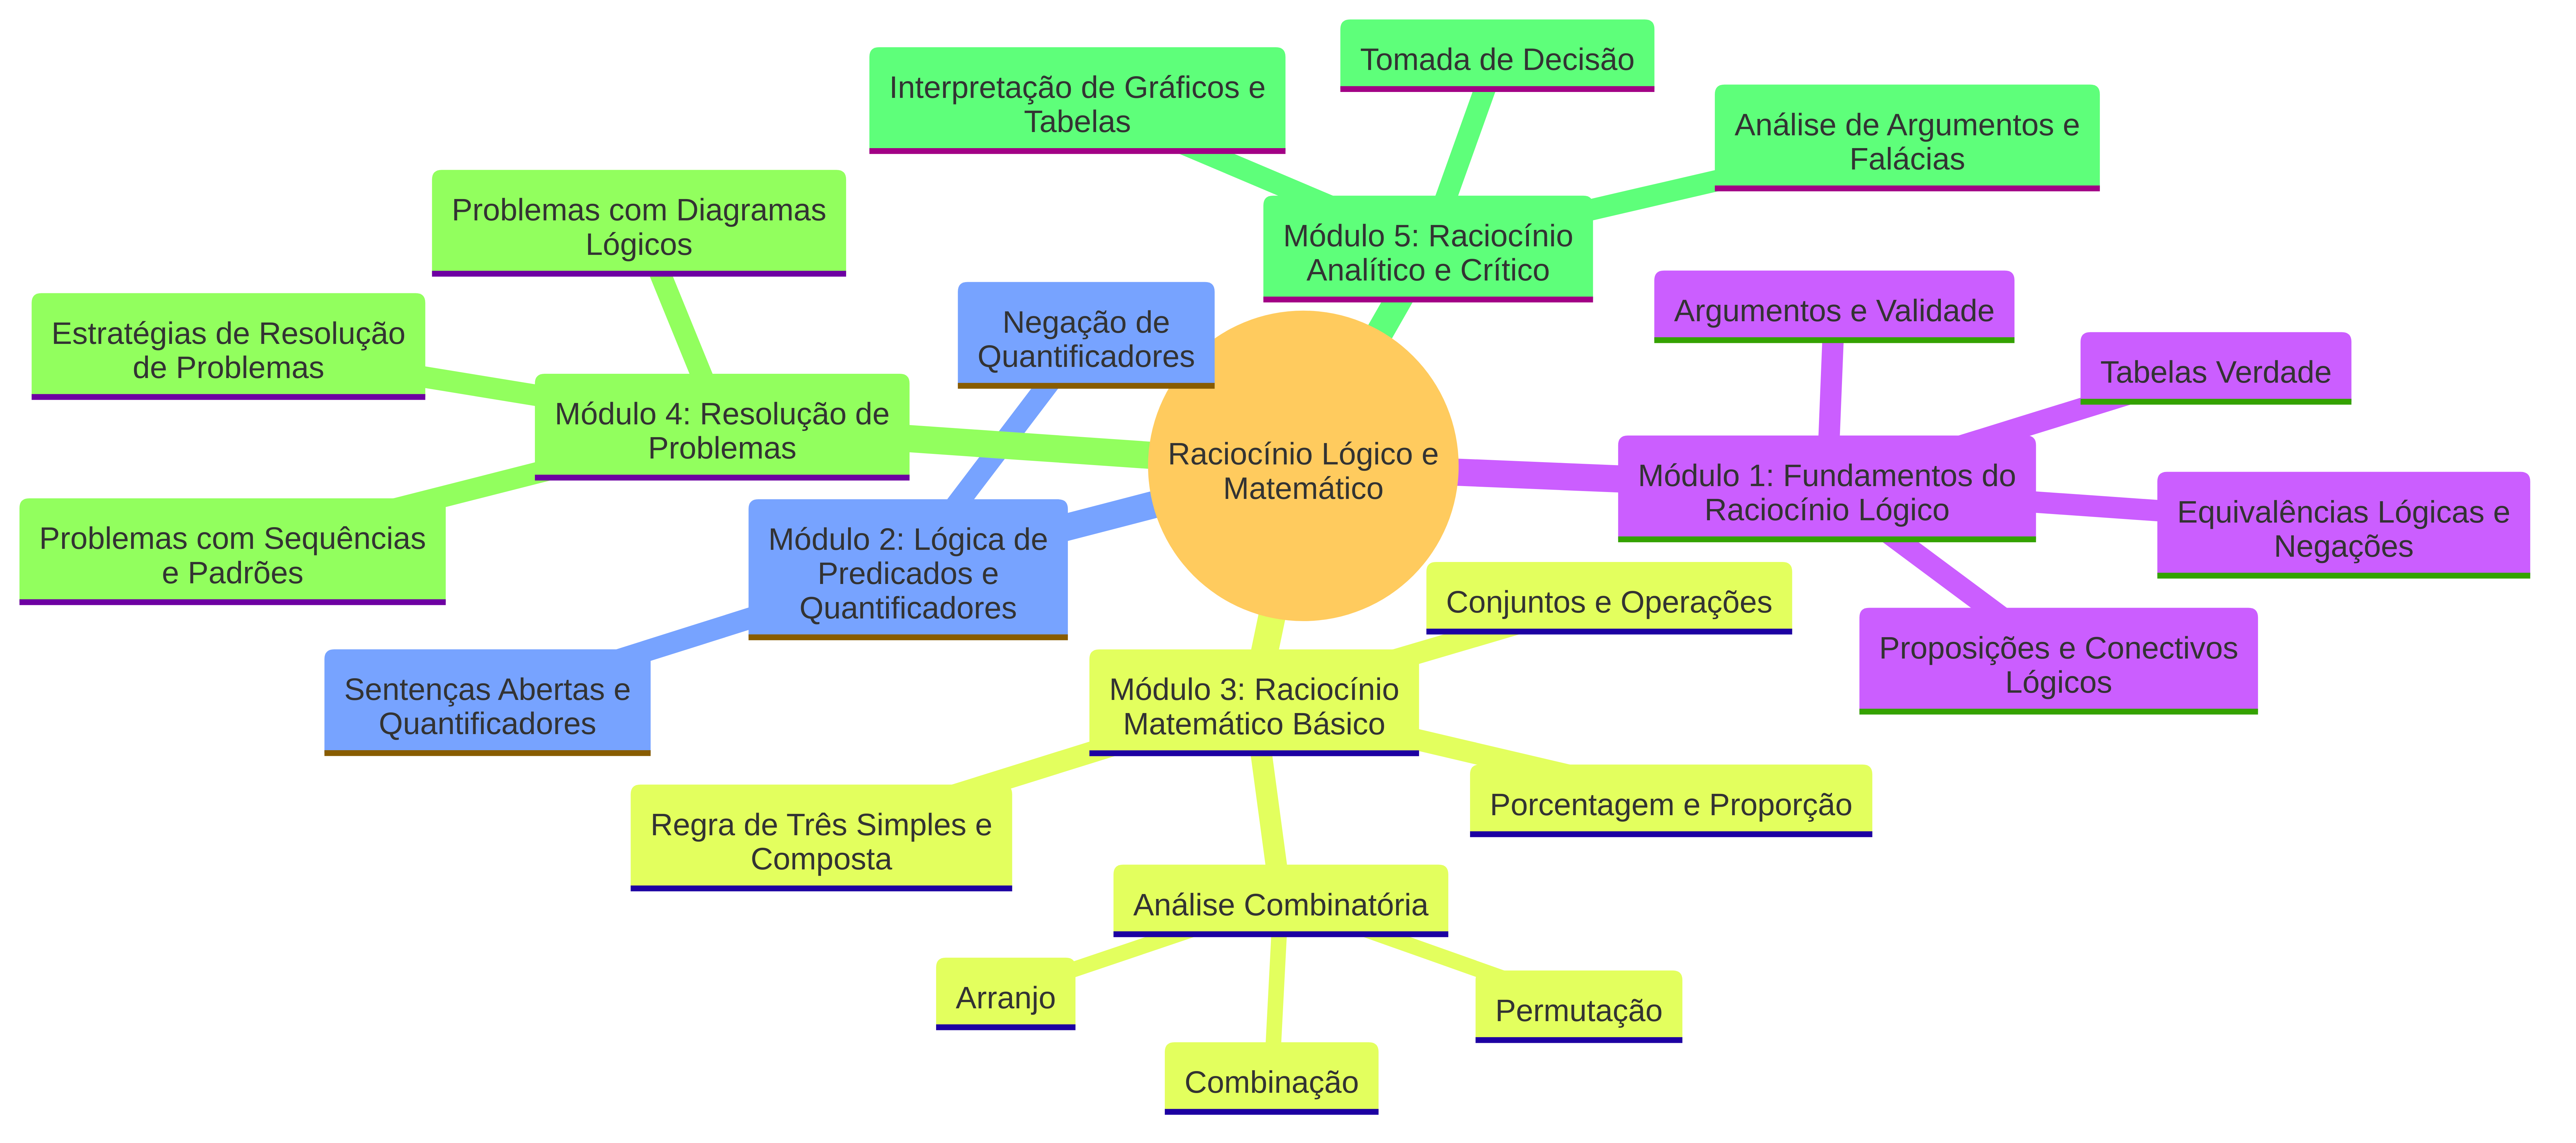 Raciocínio Lógico e
Matemático
Módulo 1: Fundamentos do
Raciocínio Lógico
Argumentos e Validade
Tabelas Verdade
Equivalências Lógicas e
Negações
Proposições e Conectivos
Lógicos
Módulo 2: Lógica de
Predicados e
Quantificadores
Negação de
Quantificadores
Sentenças Abertas e
Quantificadores
Módulo 3: Raciocínio
Matemático Básico
Conjuntos e Operações
Porcentagem e Proporção
Regra de Três Simples e
Composta
Análise Combinatória
Arranjo
Combinação
Permutação
Módulo 4: Resolução de
Problemas
Problemas com Diagramas
Lógicos
Estratégias de Resolução
de Problemas
Problemas com Sequências
e Padrões
Módulo 5: Raciocínio
Analítico e Crítico
Interpretação de Gráficos e
Tabelas
Tomada de Decisão
Análise de Argumentos e
Falácias